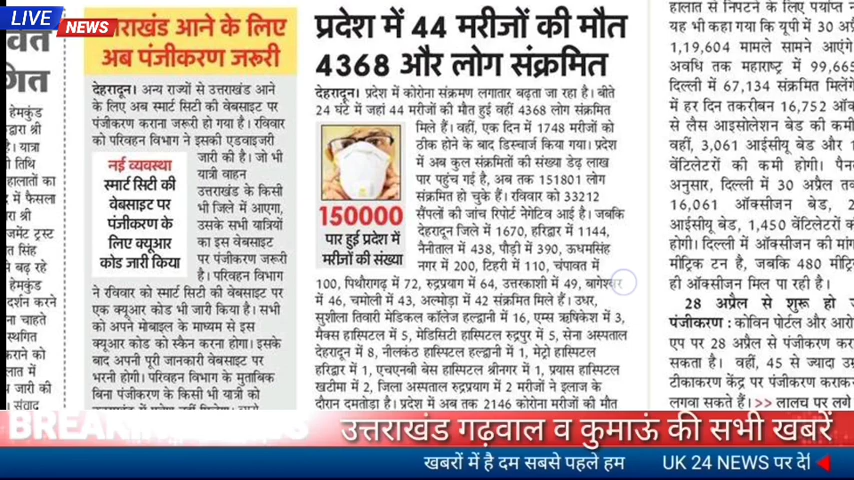 LIVE
NEWS
त्तराखंड आने के लिए
अब पंजीकरण जरूरी
देहरादून। अन्य राज्यों से उत्तराखंड आने
के लिए अब स्मार्ट सिटी की वेबसाइट पर
पंजीकरण कराना जरूरी हो गया है। रविवार
को परिवहन विभाग ने इसकी एडवाइजरी
जारी की है। जो भी
यात्री वाहन
उत्तराखंड के किसी
भी जिले में आएगा,
उसके सभी यात्रियों
का इस वेबसाइट
पर पंजीकरण जरूरी
है। परिवहन विभाग
नई व्यवस्था
स्मार्ट सिटी की
वेबसाइट पर
पंजीकरण के
लिए क्यूआर
कोड जारी किया
ने रविवार को स्मार्ट सिटी की वेबसाइट पर
एक क्यूआर कोड भी जारी किया है। सभी
को अपने मोबाइल के माध्यम से इस
क्यूआर कोड को स्कैन करना होगा। इसके
बाद अपनी पूरी जानकारी वेबसाइट पर
भरनी होगी। परिवहन विभाग के मुताबिक
बिना पंजीकरण के किसी भी यात्री को
प्रदेश में 44 मरीजों की मौत
4368 और लोग संक्रमित
देहरादून। प्रदेश में कोरोना संक्रमण लगातार बढ़ता जा रहा है। बीते
24 घंटे में जहां 44 मरीजों की मौत हुई वहीं 4368 लोग संक्रमित
मिले हैं। वहीं, एक दिन में 1748 मरीजों को
ठीक होने के बाद डिस्चार्ज किया गया। प्रदेश
में अब कुल संक्रमितों की संख्या डेढ़ लाख
पार पहुंच गई है, अब तक 151801 लोग
संक्रमित हो चुके हैं। रविवार को 33212
सैंपलों की जांच रिपोर्ट नेगेटिव आई है। जबकि
देहरादून जिले में 1670, हरिद्वार में 1144,
नैनीताल में 438, पौड़ी में 390, ऊधमसिंह
नगर में 200, टिहरी में 110, चंपावत में
150000
पार हुई प्रदेश में
मरीजों की संख्या
100, पिथौरागढ़ में 72, रुद्रप्रयाग में 64, उत्तरकाशी में 49, बागेश्वर
में 46, चमोली में 43, अल्मोड़ा में 42 संक्रमित मिले हैं। उधर,
सुशीला तिवारी मेडिकल कॉलेज हल्द्वानी में 16, एम्स ऋषिकेश में 3,
मैक्स हास्पिटल में 5, मेडिसिटी हास्पिटल रुद्रपुर में 5, सेना अस्पताल
देहरादून में 8, नीलकंठ हास्पिटल हल्द्वानी में 1, मेट्रो हास्पिटल
हरिद्वार में 1, एचएनबी बेस हास्पिटल श्रीनगर में 1, प्रयास हास्पिटल
खटीमा में 2, जिला अस्पताल रुद्रप्रयाग में 2 मरीजों ने इलाज के
दौरान दमतोड़ा है। प्रदेश में अब तक 2146 कोरोना मरीजों की मौत
हालात से निपटने के लिए पर्याप्त
यह भी कहा गया कि यूपी में 30 अप्रै
1,19,604 मामले सामने आएंगे
अवधि तक महाराष्ट्र में 99,665
दिल्ली में 67,134 संक्रमित मिलेंगे
में हर दिन तकरीबन 16,752 ऑ
से लैस आइसोलेशन बेड की कमी
वहीं, 3,061 आईसीयू बेड और 1
वेंटिलेटरों की कमी होगी। पैन
अनुसार, दिल्ली में 30 अप्रैल तक
16,061 ऑक्सीजन बेड, 2
आईसीयू बेड, 1,450 वेंटिलेटरों की
होगी। दिल्ली में ऑक्सीजन की मांग
मीट्रिक टन है, जबकि 480 मीट्रिक
ही ऑक्सीजन मिल पा रही है।
28 अप्रैल से शुरू हो
पंजीकरण: कोविन पोर्टल और आरो
एप पर 28 अप्रैल से पंजीकरण करा
सकता है। वहीं, 45 से ज्यादा उम्र
टीकाकरण केंद्र पर पंजीकरण कराक
लगवा सकते हैं। >> लालच पर लगे
BREAKING NEWS
उत्तराखंड गढ़वाल व कुमाऊं की सभी खबरें
खबरों में है दम सबसे पहले हम UK 24 NEWS पर दे